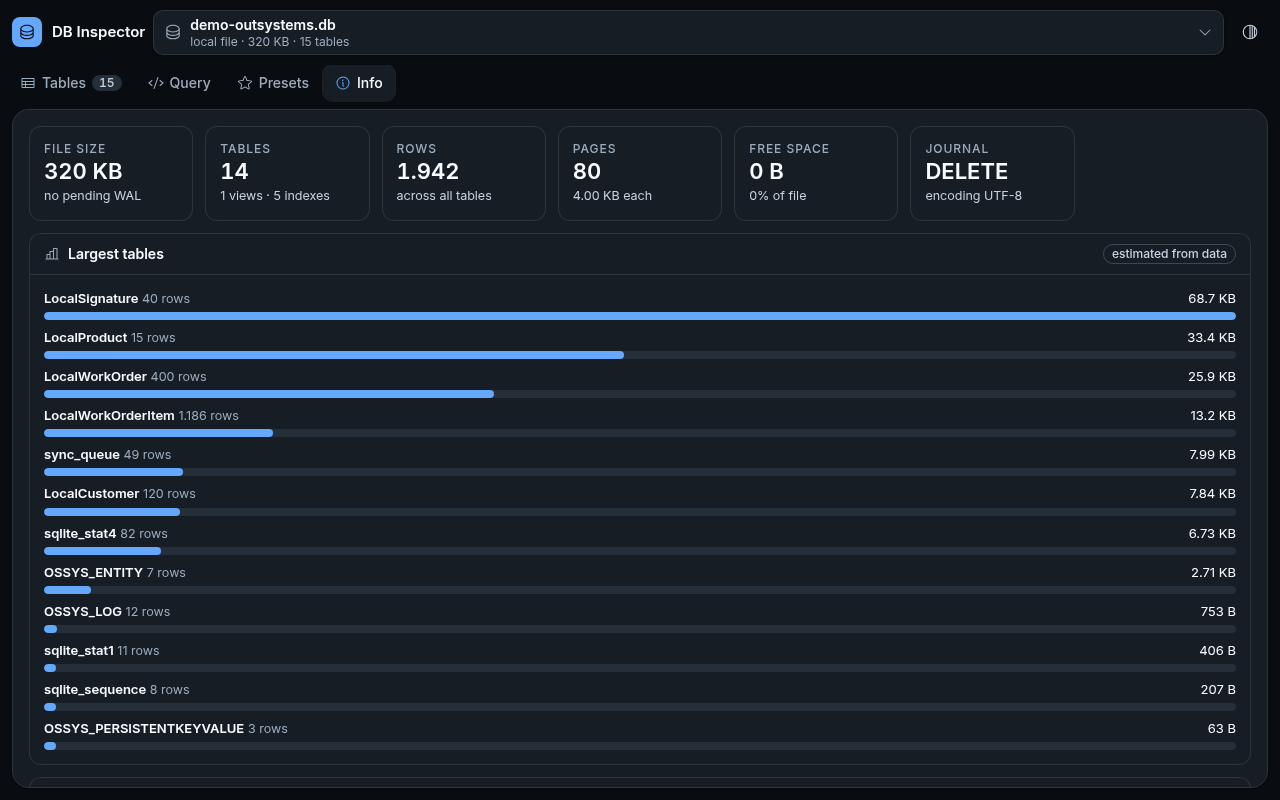 DB Inspector
demo-outsystems.db
local file · 320 KB · 15 tables
Tables 15
Query
Presets
Info
FILE SIZE
320 KB
no pending WAL
TABLES
14
1 views · 5 indexes
ROWS
1.942
across all tables
PAGES
80
4.00 KB each
FREE SPACE
0 B
0% of file
JOURNAL
DELETE
encoding UTF-8
Largest tables
estimated from data
LocalSignature 40 rows 68.7 KB
LocalProduct 15 rows 33.4 KB
LocalWorkOrder 400 rows 25.9 KB
LocalWorkOrderItem 1.186 rows 13.2 KB
sync_queue 49 rows 7.99 KB
LocalCustomer 120 rows 7.84 KB
sqlite_stat4 82 rows 6.73 KB
OSSYS_ENTITY 7 rows 2.71 KB
OSSYS_LOG 12 rows 753 B
sqlite_stat1 11 rows 406 B
sqlite_sequence 8 rows 207 B
OSSYS_PERSISTENTKEYVALUE 3 rows 63 B